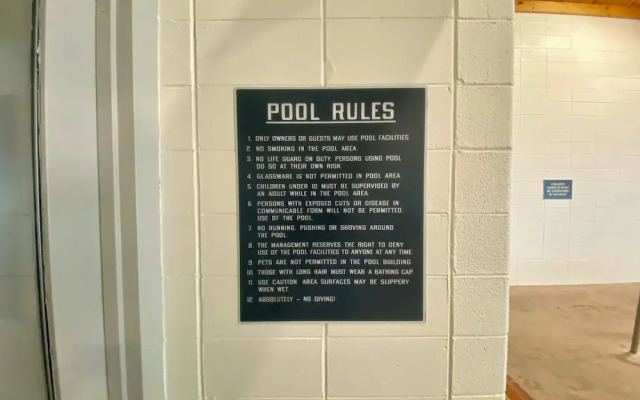 POOL RULES
1. ONLY OWNERS OR GUESTS MAY USE POOL FACILITIES.
2. NO SMOKING IN THE POOL AREA.
3. NO LIFE GUARD ON DUTY PERSONS USING POOL
DO SO AT THEIR OWN RISK.
4. GLASSWARE IS NOT PERMITTED IN POOL AREA.
5. CHILDREN UNDER 10 MUST BE SUPERVISED BY
AN ADULT WHILE IN THE POOL AREA.
6. PERSONS WITH EXPOSED CUTS OR DISEASE IN
COMMUNICABLE FORM WILL NOT BE PERMITTED
USE OF THE POOL.
7. NO RUNNING, PUSHING OR SHOVING AROUND
THE POOL.
8. THE MANAGEMENT RESERVES THE RIGHT TO DENY
USE OF THE POOL FACILITIES TO ANYONE AT ANY TIME.
9. PETS ARE NOT PERMITTED IN THE POOL BUILDING.
10. THOSE WITH LONG HAIR MUST WEAR A BATHING CAP.
11. USE CAUTION AREA SURFACES MAY BE SLIPPERY
WHEN WET.
12. ABSOLUTELY - NO DIVING!